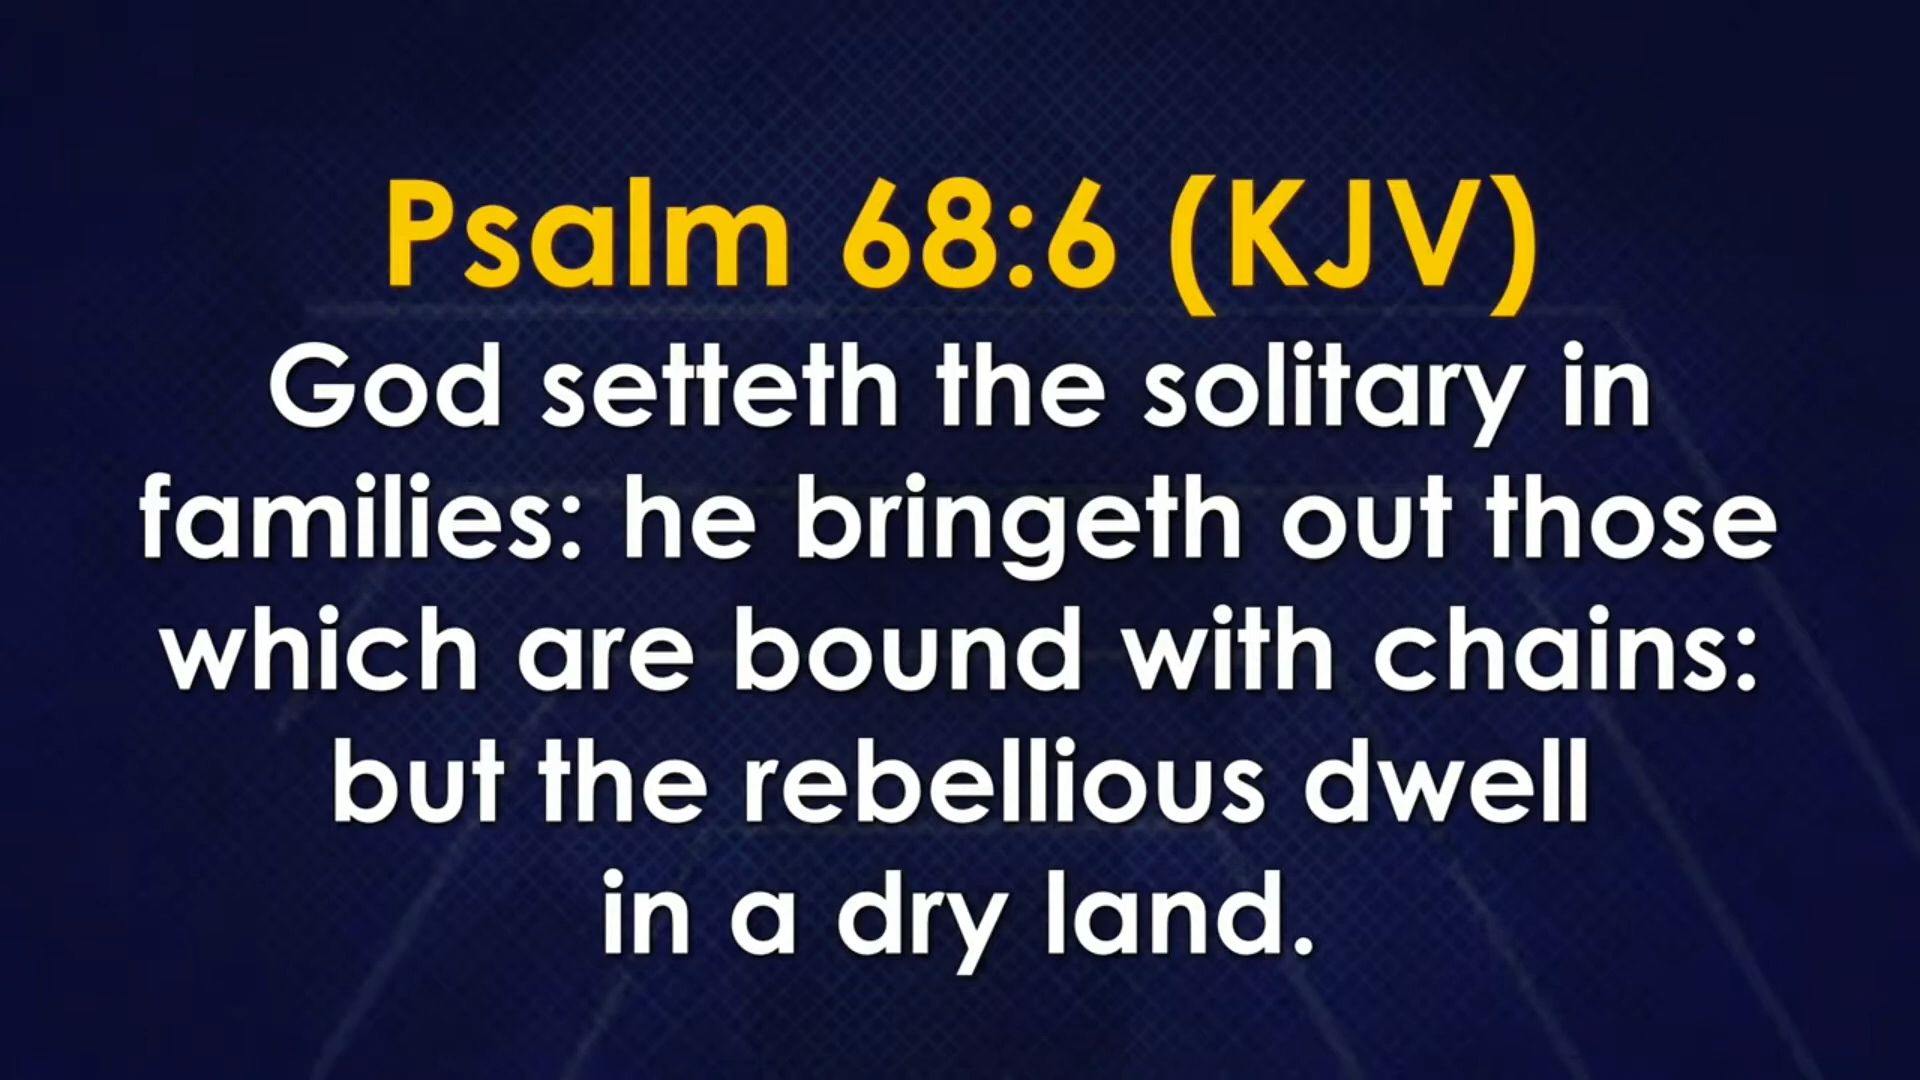 Psalm 68:6 (KJV)
God setteth the solitary in
families: he bringeth out those
which are bound with chains:
but the rebellious dwell
in a dry land.